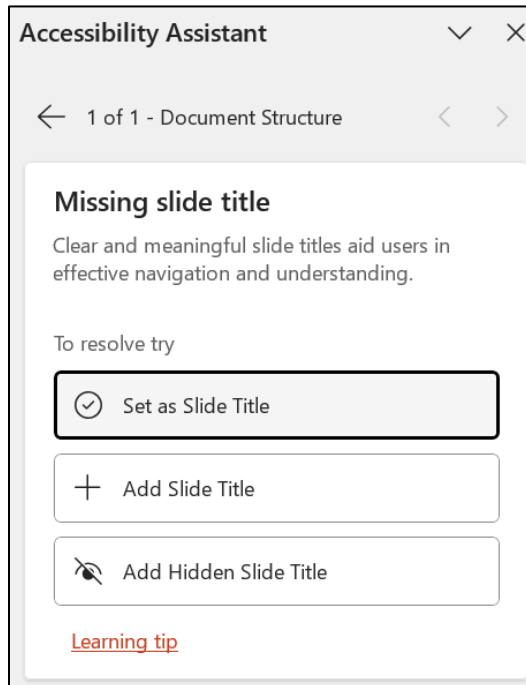 Accessibility Assistant
1 of 1 - Document Structure
Missing slide title
Clear and meaningful slide titles aid users in
effective navigation and understanding.
To resolve try
Set as Slide Title
Add Slide Title
Add Hidden Slide Title
Learning tip